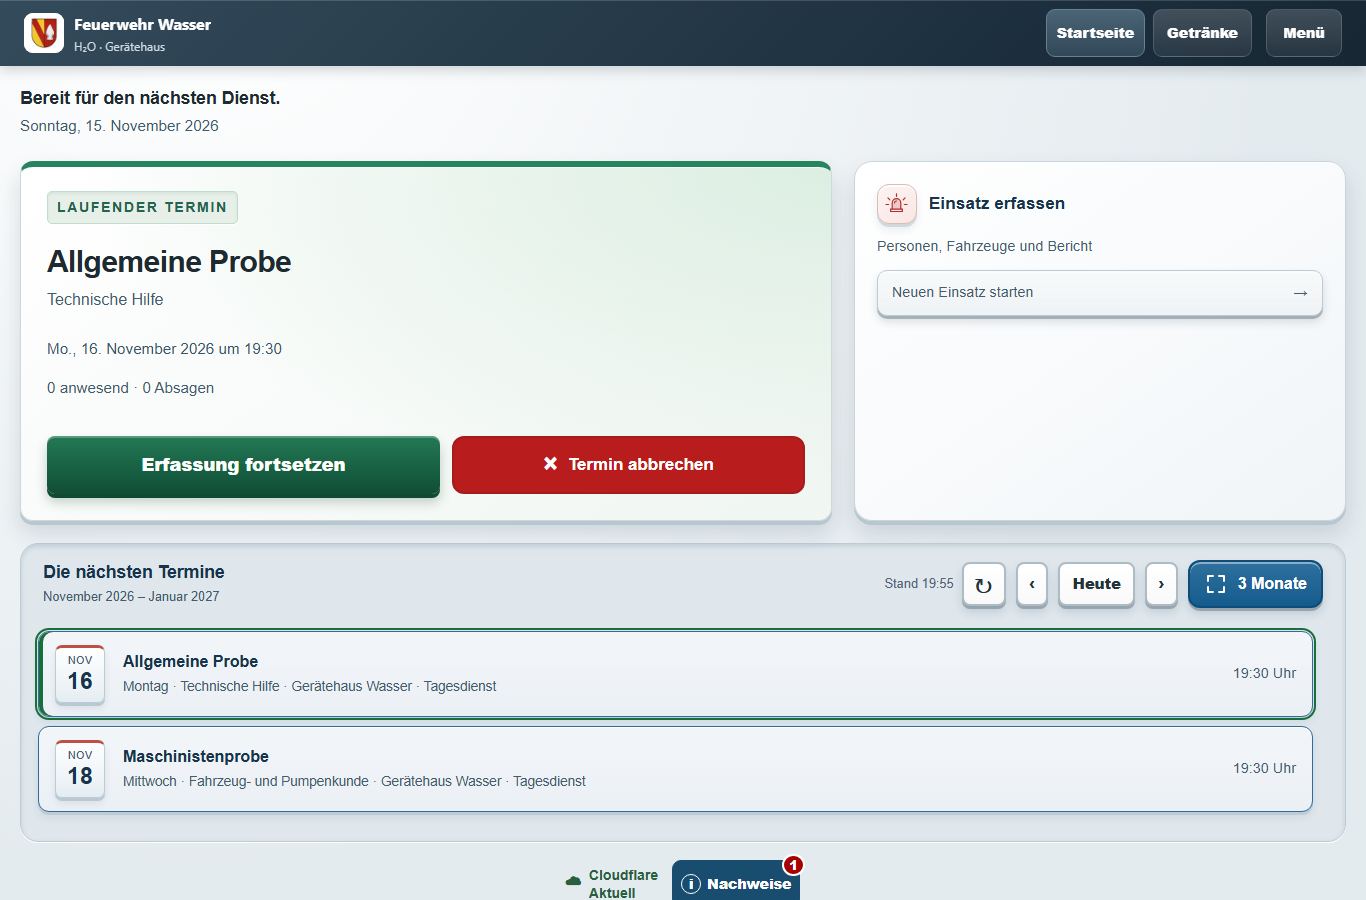 Feuerwehr Wasser
H₂O · Gerätehaus
Startseite
Getränke
Menü
Bereit für den nächsten Dienst.
Sonntag, 15. November 2026
LAUFENDER TERMIN
Allgemeine Probe
Technische Hilfe
Mo., 16. November 2026 um 19:30
0 anwesend · 0 Absagen
Erfassung fortsetzen
✕ Termin abbrechen
Einsatz erfassen
Personen, Fahrzeuge und Bericht
Neuen Einsatz starten →
Die nächsten Termine
November 2026 – Januar 2027
Stand 19:55
↻
‹
Heute
›
3 Monate
NOV
16
Allgemeine Probe
Montag · Technische Hilfe · Gerätehaus Wasser · Tagesdienst
19:30 Uhr
NOV
18
Maschinistenprobe
Mittwoch · Fahrzeug- und Pumpenkunde · Gerätehaus Wasser · Tagesdienst
19:30 Uhr
Cloudflare
Aktuell
i Nachweise
1